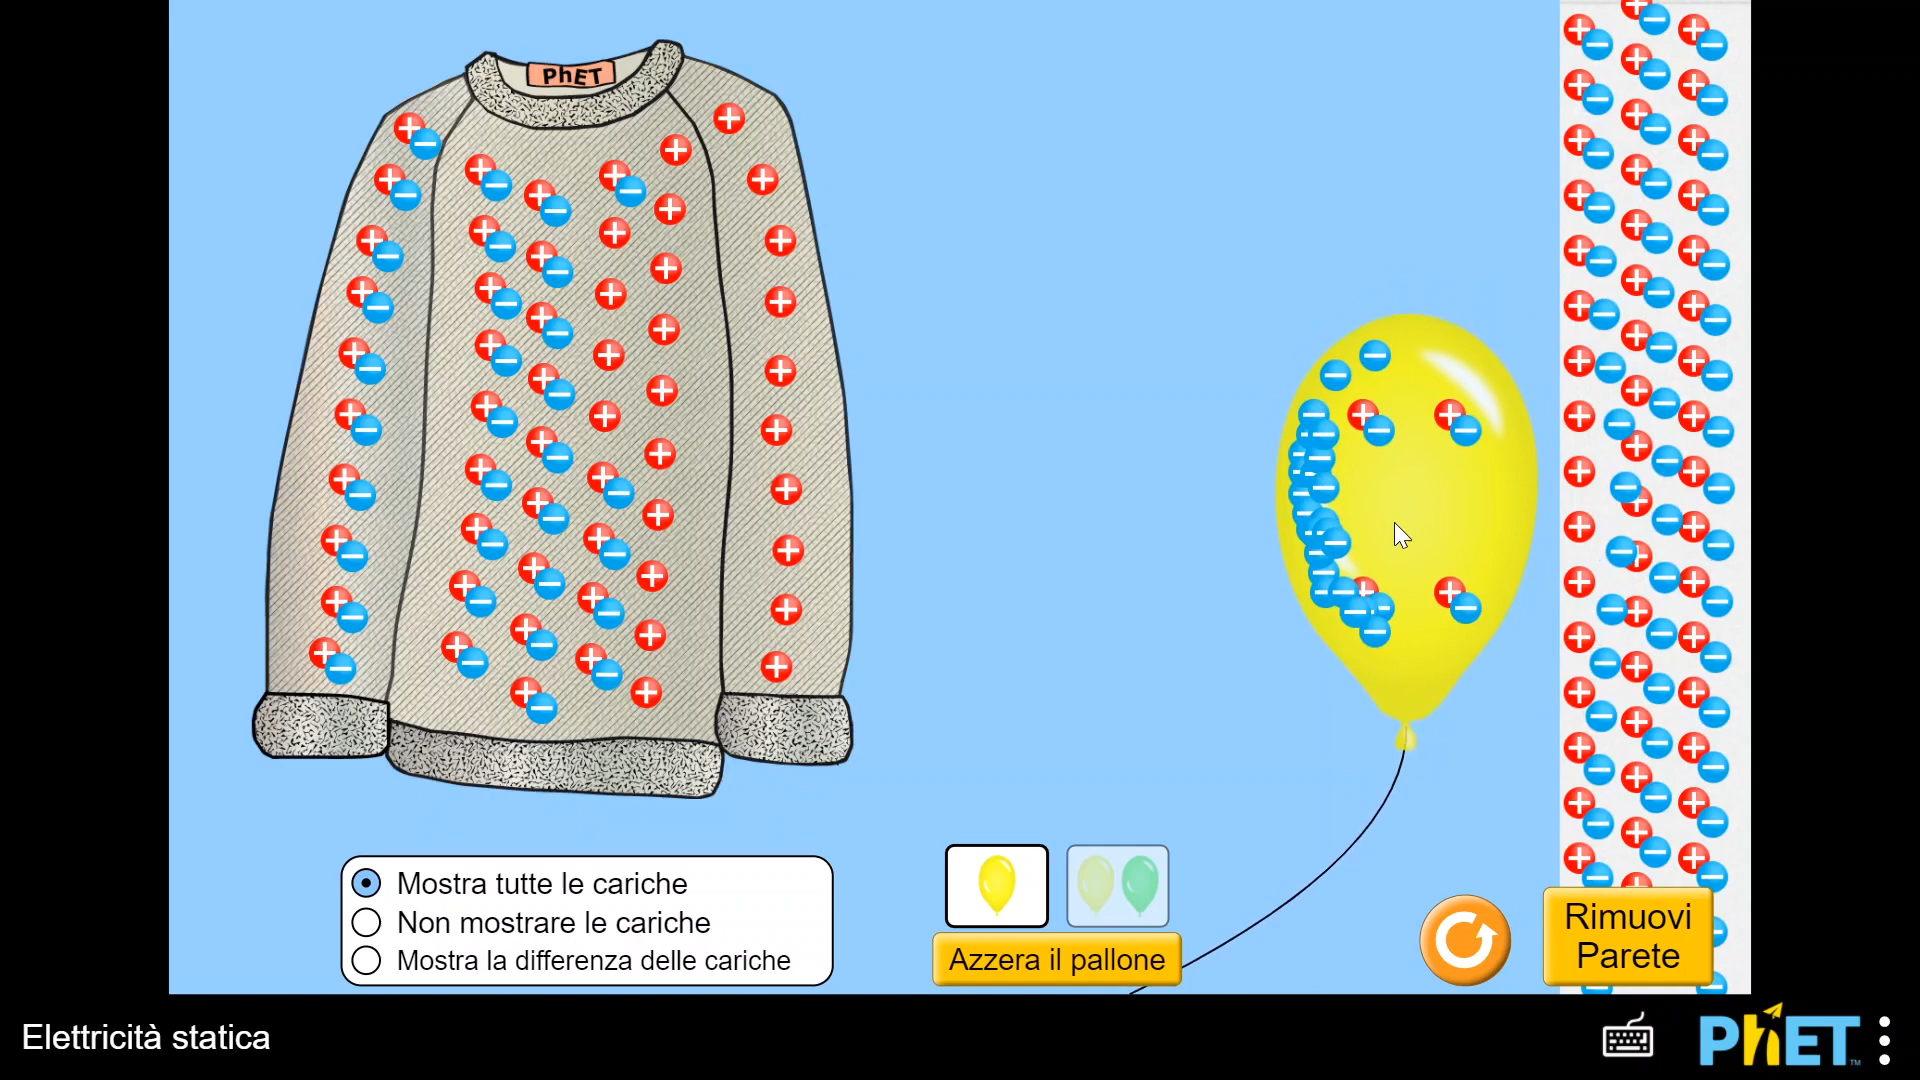 PhET
Mostra tutte le cariche
Non mostrare le cariche
Mostra la differenza delle cariche
Azzera il pallone
Rimuovi
Parete
Elettricità statica
PhET
TM